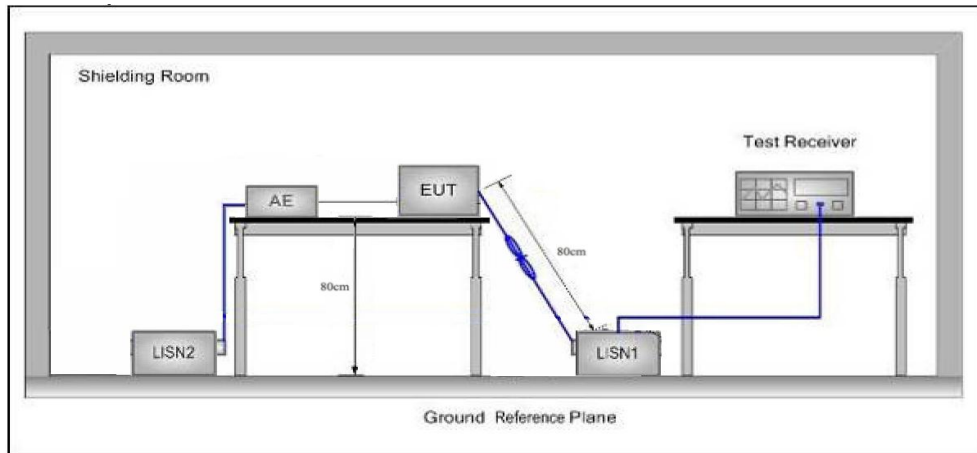 Shielding Room
Test Receiver
AE
EUT
80cm
80cm
LISN2
LISN1
Ground Reference Plane